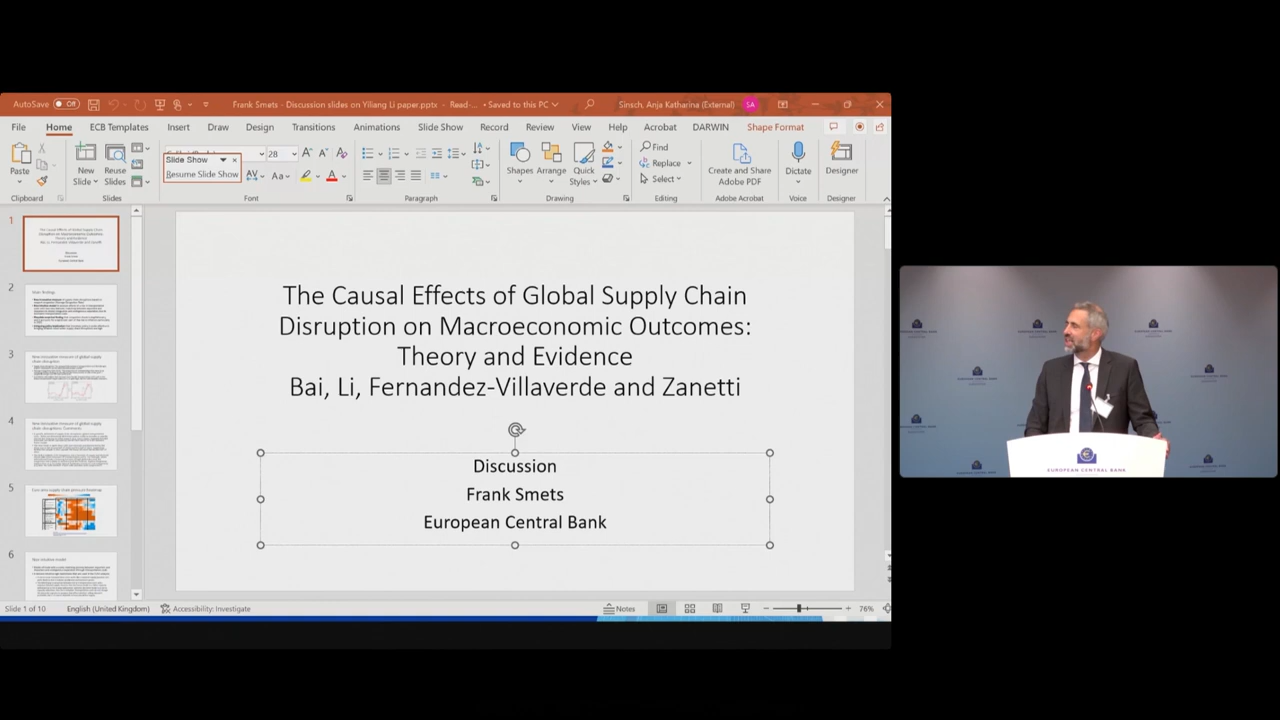 AutoSave Off
Frank Smets - Discussion slides on Yiliang Li paper.pptx - Read-... • Saved to this PC
Sinsch, Anja Katharina (External) SA
File Home ECB Templates Insert Draw Design Transitions Animations Slide Show Record Review View Help Acrobat DARWIN Shape Format
Slide Show
Resume Slide Show
28
Paste
New Slide
Reuse Slides
Shapes Arrange Quick Styles
Find
Replace
Select
Create and Share Adobe PDF
Dictate
Designer
Clipboard Slides Font Paragraph Drawing Editing Adobe Acrobat Voice Designer
1
2
3
4
5
6
The Causal Effects of Global Supply Chain
Disruption on Macroeconomic Outcomes:
Theory and Evidence
Bai, Li, Fernandez-Villaverde and Zanetti
Discussion
Frank Smets
European Central Bank
EUROPEAN CENTRAL BANK
Slide 1 of 10 English (United Kingdom) Accessibility: Investigate
Notes
76%